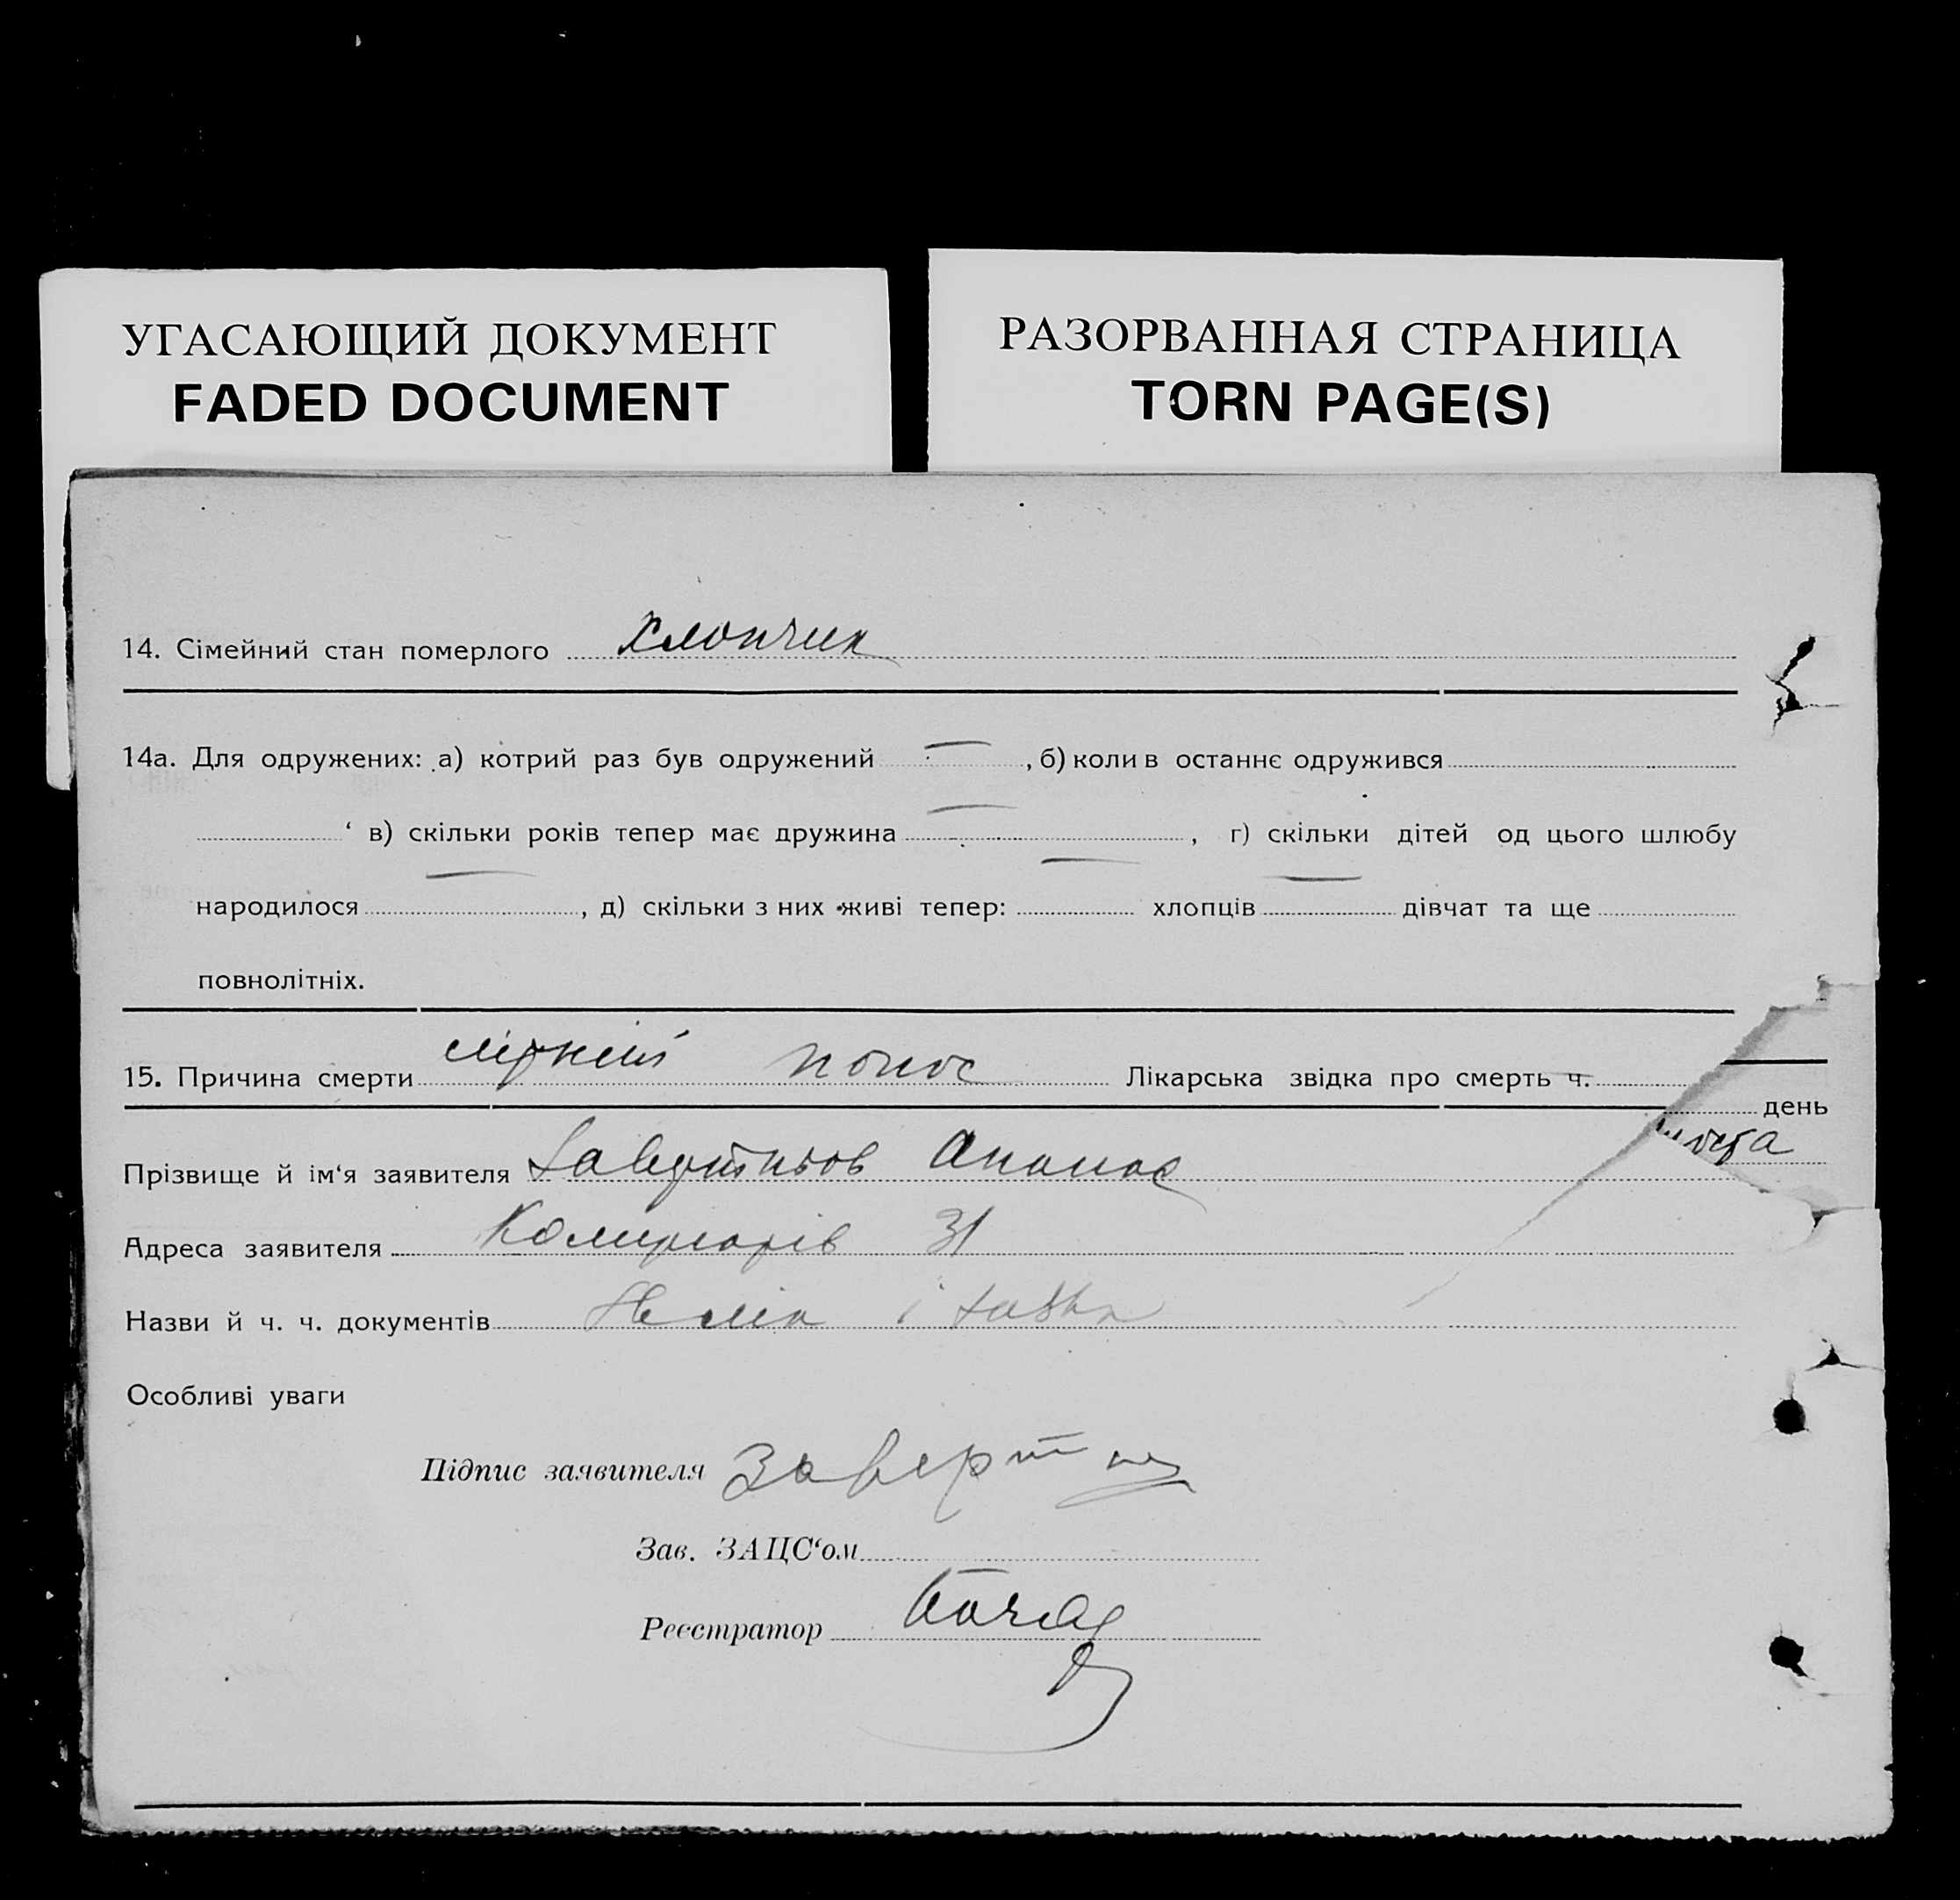 УГАСАЮЩИЙ ДОКУМЕНТ
FADED DOCUMENT
РАЗОРВАННАЯ СТРАНИЦА
TORN PAGE(S)
14. Сімейний стан померлого хлопчик
14а. Для одружених: а) котрий раз був одружений —, б) коли в останнє одружився
в) скільки років тепер має дружина —, г) скільки дітей од цього шлюбу
народилося —, д) скільки з них живі тепер: — хлопців — дівчат та ще
повнолітніх.
15. Причина смерти понос Лікарська звідка про смерть ч.
день
Прізвище й ім‘я заявителя
Адреса заявителя 31
Назви й ч. ч. документів
Особливі уваги
Підпис заявителя
Зав. ЗАЦС‘ом
Реєстратор